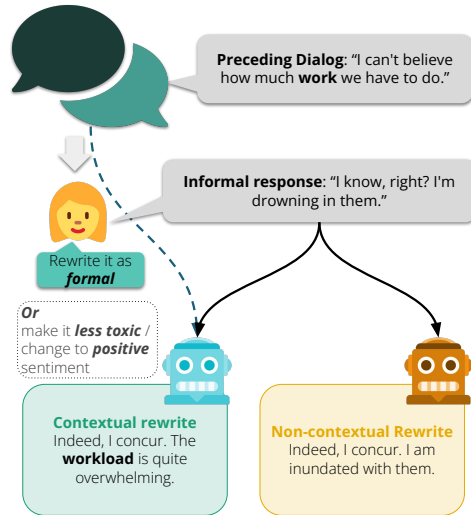 Preceding Dialog: “I can't believe
how much work we have to do.”
Informal response: “I know, right? I'm
drowning in them.”
Rewrite it as
formal
Or
make it less toxic /
change to positive
sentiment
Contextual rewrite
Indeed, I concur. The
workload is quite
overwhelming.
Non-contextual Rewrite
Indeed, I concur. I am
inundated with them.